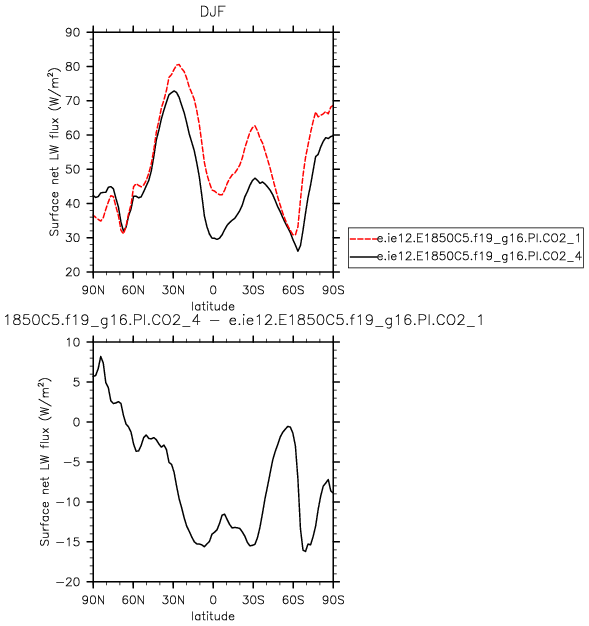 DJF
Surface net LW flux (W/m²)
90
80
70
60
50
40
30
20
90N 60N 30N 0 30S 60S 90S
latitude
e.ie12.E1850C5.f19_g16.PI.CO2_1
e.ie12.E1850C5.f19_g16.PI.CO2_4
1850C5.f19_g16.PI.CO2_4 − e.ie12.E1850C5.f19_g16.PI.CO2_1
Surface net LW flux (W/m²)
10
5
0
−5
−10
−15
−20
90N 60N 30N 0 30S 60S 90S
latitude